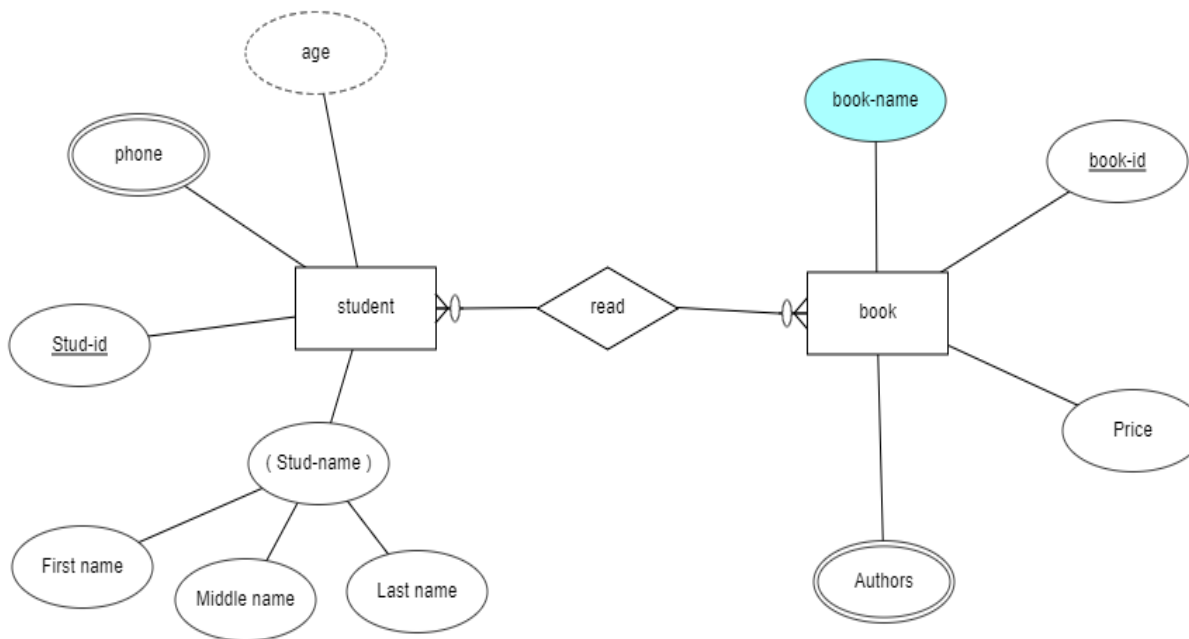 age
book-name
phone
book-id
student
read
book
Stud-id
Price
( Stud-name )
First name
Middle name
Last name
Authors